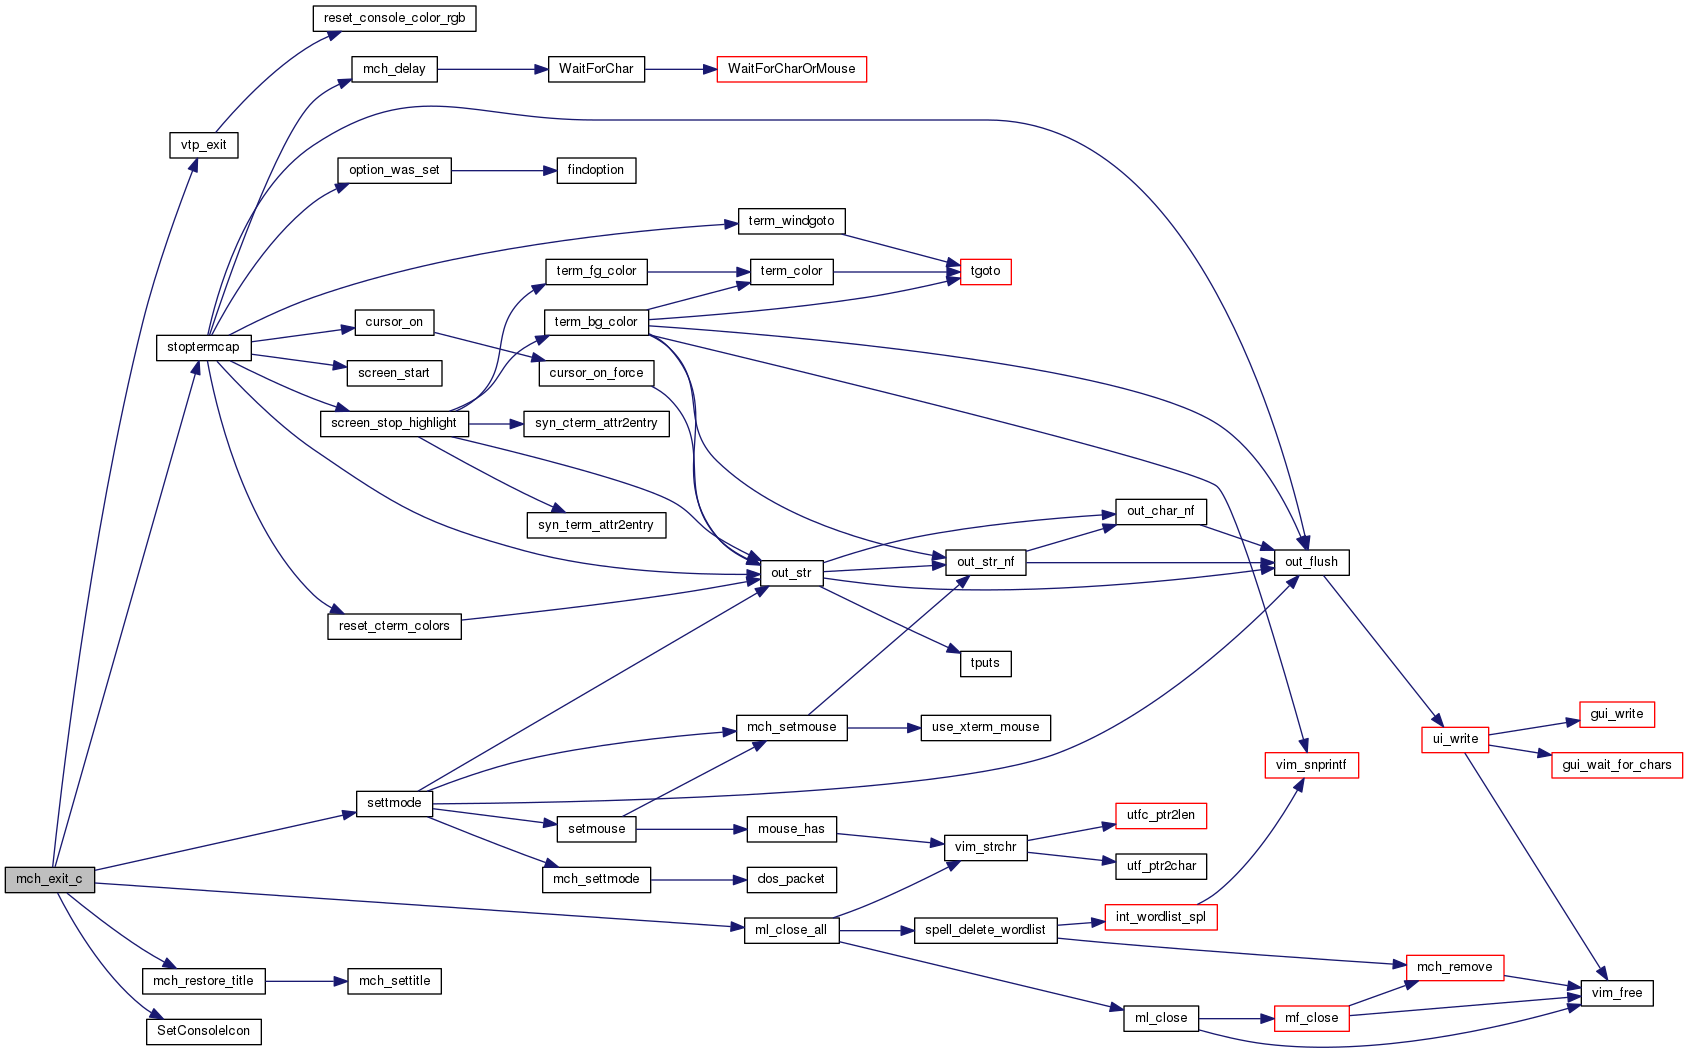 reset_console_color_rgb
mch_delay
WaitForChar
WaitForCharOrMouse
vtp_exit
option_was_set
findoption
term_windgoto
term_fg_color
term_color
tgoto
cursor_on
term_bg_color
stoptermcap
screen_start
cursor_on_force
screen_stop_highlight
syn_cterm_attr2entry
out_char_nf
syn_term_attr2entry
out_str_nf
out_flush
out_str
reset_cterm_colors
tputs
gui_write
mch_setmouse
use_xterm_mouse
ui_write
vim_snprintf
gui_wait_for_chars
settmode
utfc_ptr2len
setmouse
mouse_has
vim_strchr
utf_ptr2char
mch_exit_c
mch_settmode
dos_packet
int_wordlist_spl
ml_close_all
spell_delete_wordlist
mch_remove
mch_restore_title
mch_settitle
vim_free
ml_close
mf_close
SetConsoleIcon